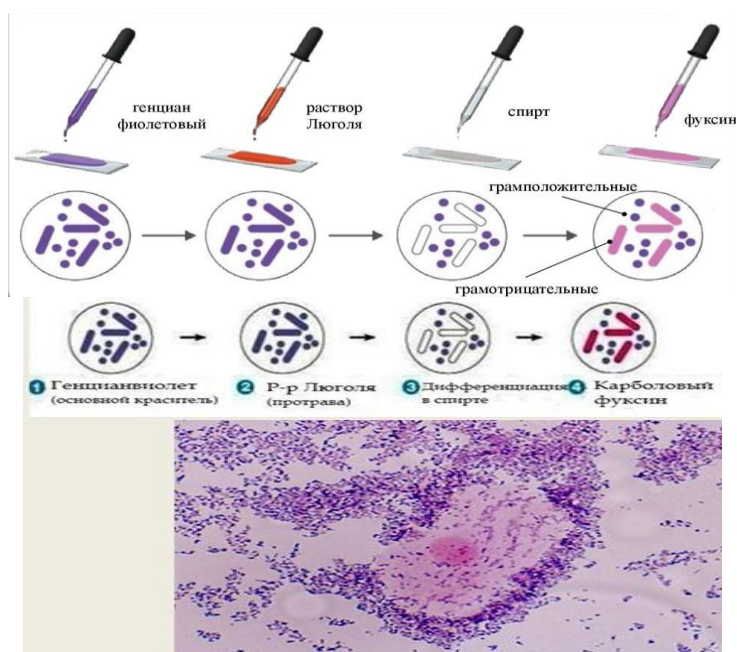 генциан
фиолетовый
раствор
Люголя
спирт
фуксин
грамположительные
грамотрицательные
1 Генцианвиолет
(основной краситель)
2 Р-р Люголя
(протрава)
3 Дифференциация
в спирте
4 Карболовый
фуксин